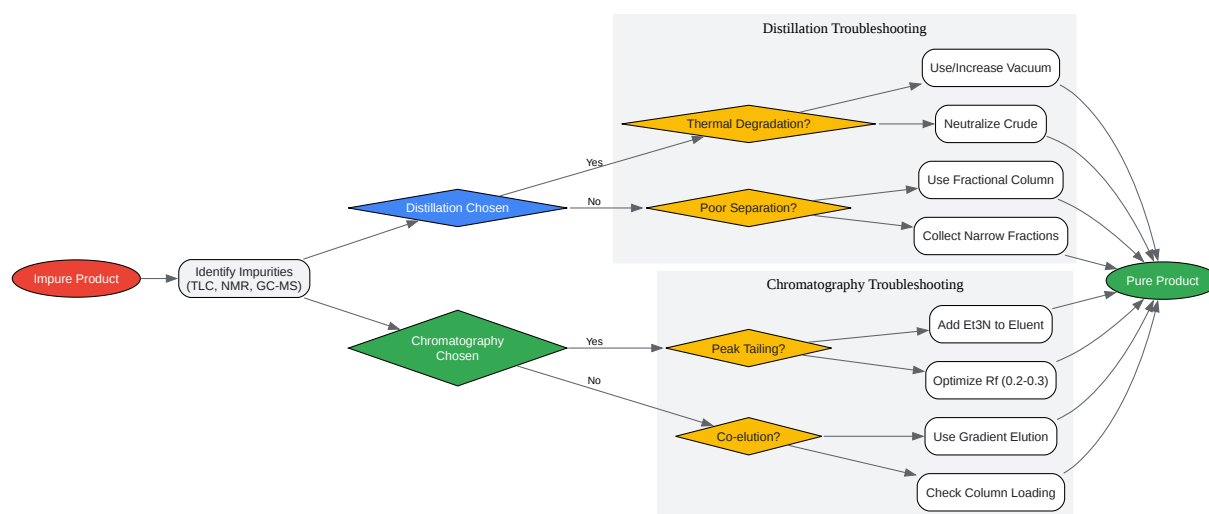 Distillation Troubleshooting
Use/Increase Vacuum
Thermal Degradation?
Neutralize Crude
Yes
Use Fractional Column
Distillation Chosen
No
Poor Separation?
Collect Narrow Fractions
Impure Product
Identify Impurities
(TLC, NMR, GC-MS)
Pure Product
Chromatography Troubleshooting
Add Et3N to Eluent
Chromatography
Chosen
Yes
Peak Tailing?
Optimize Rf (0.2-0.3)
No
Co-elution?
Use Gradient Elution
Check Column Loading